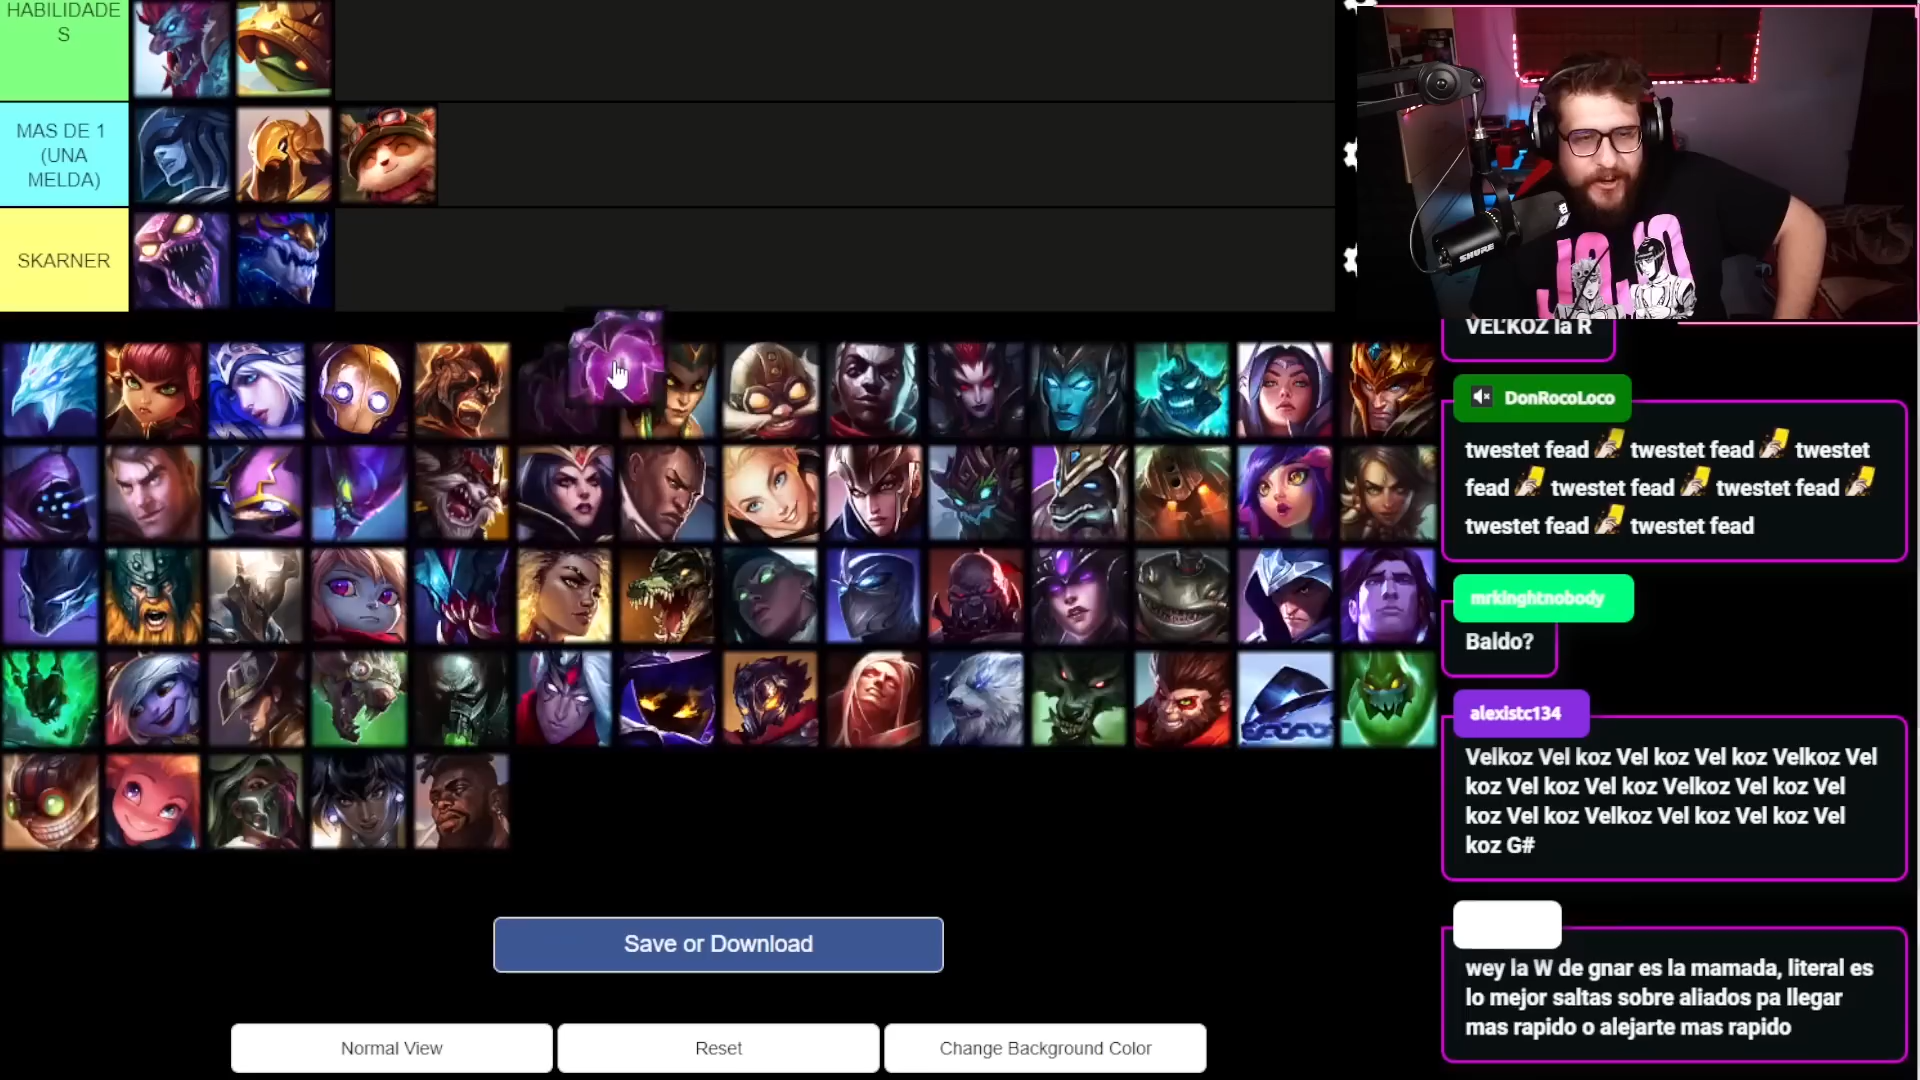 HABILIDADE
S
MAS DE 1
(UNA
MELDA)
SKARNER
SHURE
JOJO
VEL'KOZ la R
DonRocoLoco
twestet fead twestet fead twestet
fead twestet fead twestet fead
twestet fead twestet fead
mrkinghtnobody
Baldo?
alexistc134
Velkoz Vel koz Vel koz Vel koz Velkoz Vel
koz Vel koz Vel koz Velkoz Vel koz Vel
koz Vel koz Velkoz Vel koz Vel koz Vel
koz G#
wey la W de gnar es la mamada, literal es
lo mejor saltas sobre aliados pa llegar
mas rapido o alejarte mas rapido
Save or Download
Normal View
Reset
Change Background Color